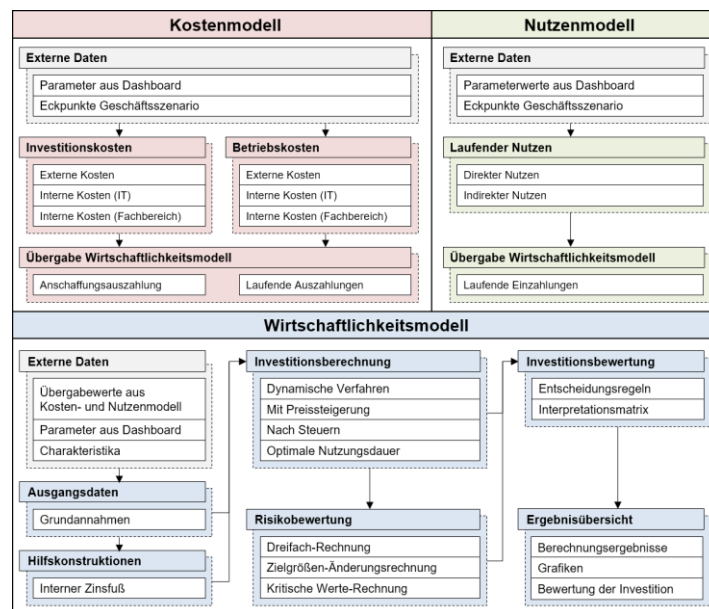 Kostenmodell
Externe Daten
Parameter aus Dashboard
Eckpunkte Geschäftsszenario
Investitionskosten
Externe Kosten
Interne Kosten (IT)
Interne Kosten (Fachbereich)
Betriebskosten
Externe Kosten
Interne Kosten (IT)
Interne Kosten (Fachbereich)
Übergabe Wirtschaftlichkeitsmodell
Anschaffungsauszahlung
Laufende Auszahlungen
Nutzenmodell
Externe Daten
Parameterwerte aus Dashboard
Eckpunkte Geschäftsszenario
Laufender Nutzen
Direkter Nutzen
Indirekter Nutzen
Übergabe Wirtschaftlichkeitsmodell
Laufende Einzahlungen
Wirtschaftlichkeitsmodell
Externe Daten
Übergabewerte aus
Kosten- und Nutzenmodell
Parameter aus Dashboard
Charakteristika
Ausgangsdaten
Grundannahmen
Hilfskonstruktionen
Interner Zinsfuß
Investitionsberechnung
Dynamische Verfahren
Mit Preissteigerung
Nach Steuern
Optimale Nutzungsdauer
Risikobewertung
Dreifach-Rechnung
Zielgrößen-Änderungsrechnung
Kritische Werte-Rechnung
Investitionsbewertung
Entscheidungsregeln
Interpretationsmatrix
Ergebnisübersicht
Berechnungsergebnisse
Grafiken
Bewertung der Investition